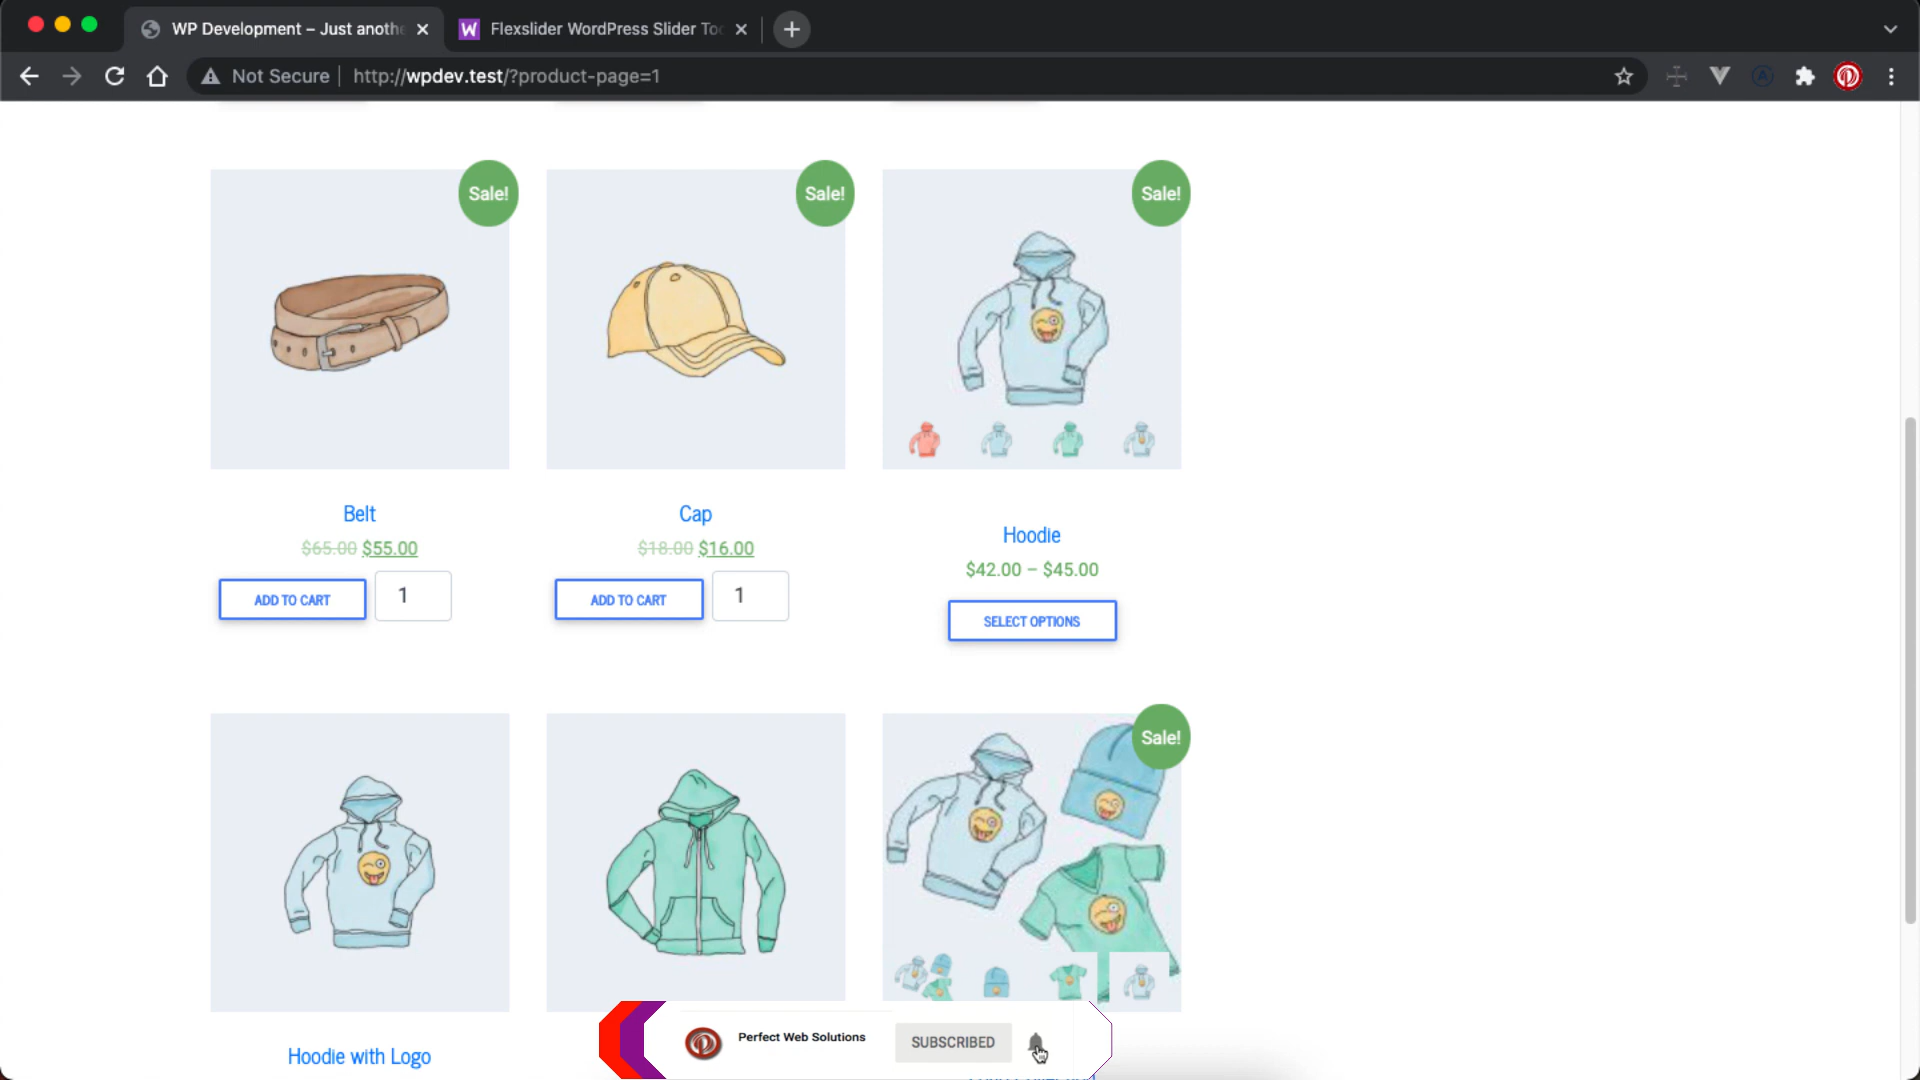 WP Development – Just anothe
Flexslider WordPress Slider To
Not Secure
http://wpdev.test/?product-page=1
Sale!
Sale!
Sale!
Belt
$65.00 $55.00
ADD TO CART
1
Cap
$18.00 $16.00
ADD TO CART
1
Hoodie
$42.00 – $45.00
SELECT OPTIONS
Sale!
Hoodie with Logo
Perfect Web Solutions
SUBSCRIBED